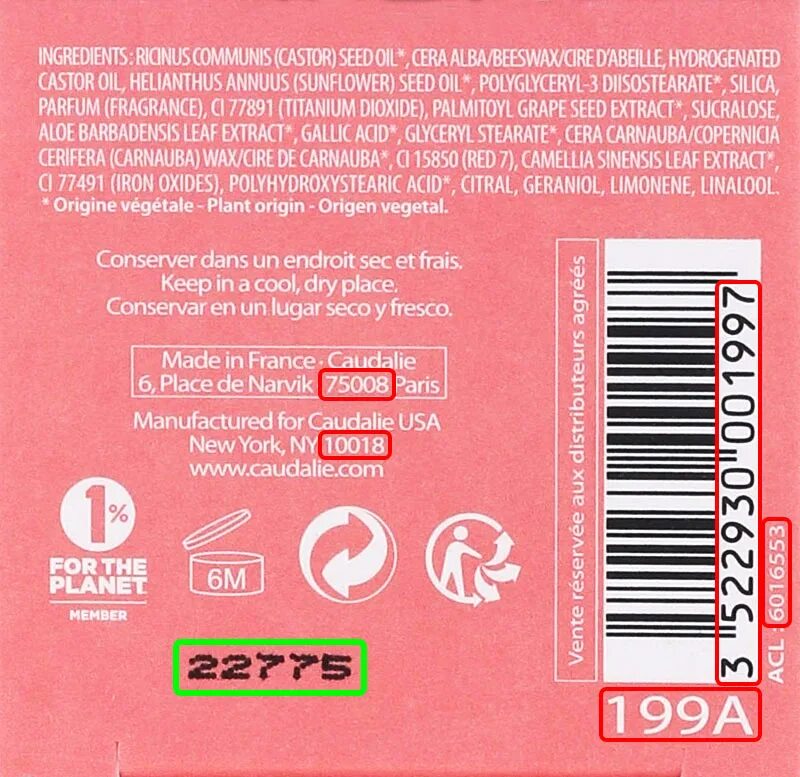 INGREDIENTS : RICINUS COMMUNIS (CASTOR) SEED OIL*, CERA ALBA/BEESWAX/CIRE D'ABEILLE, HYDROGENATED
CASTOR OIL, HELIANTHUS ANNUUS (SUNFLOWER) SEED OIL*, POLYGLYCERYL-3 DIISOSTEARATE*, SILICA,
PARFUM (FRAGRANCE), CI 77891 (TITANIUM DIOXIDE), PALMITOYL GRAPE SEED EXTRACT*, SUCRALOSE,
ALOE BARBADENSIS LEAF EXTRACT*, GALLIC ACID*, GLYCERYL STEARATE*, CERA CARNAUBA/COPERNICIA
CERIFERA (CARNAUBA) WAX/CIRE DE CARNAUBA*, CI 15850 (RED 7), CAMELLIA SINENSIS LEAF EXTRACT*,
CI 77491 (IRON OXIDES), POLYHYDROXYSTEARIC ACID*, CITRAL, GERANIOL, LIMONENE, LINALOOL.
* Origine végétale - Plant origin - Origen vegetal.
Conserver dans un endroit sec et frais.
Keep in a cool, dry place.
Conservar en un lugar seco y fresco.
Made in France · Caudalie
6, Place de Narvik 75008 Paris
Manufactured for Caudalie USA
New York, NY 10018
www.caudalie.com
1%
FOR THE
PLANET
MEMBER
6M
22775
Vente réservée aux distributeurs agréés
3 522930 001997
ACL : 6016553
199A